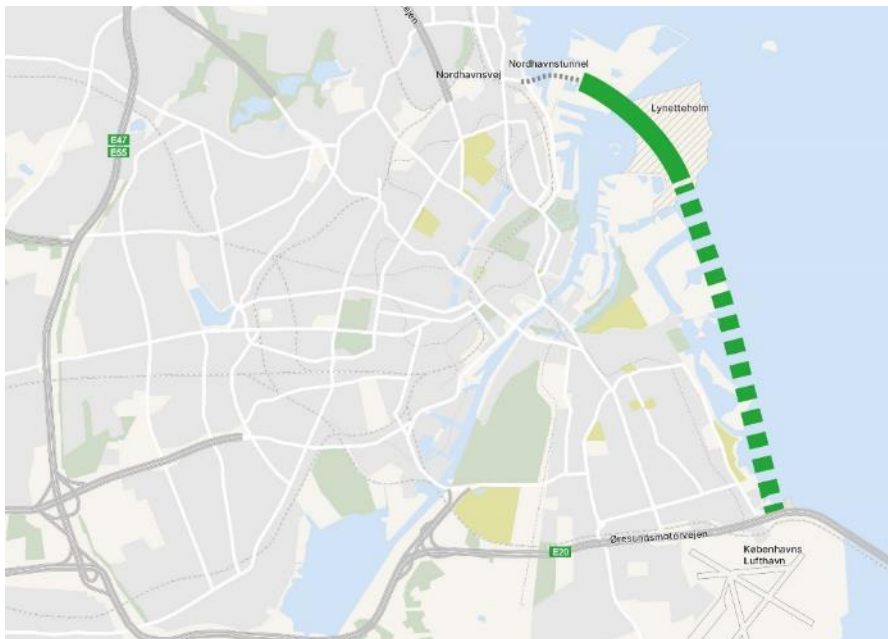 Nordhavnstunnel
Nordhavnsvej
Lynetteholm
E47
E55
Øresundsmotorvejen
E20
Københavns
Lufthavn